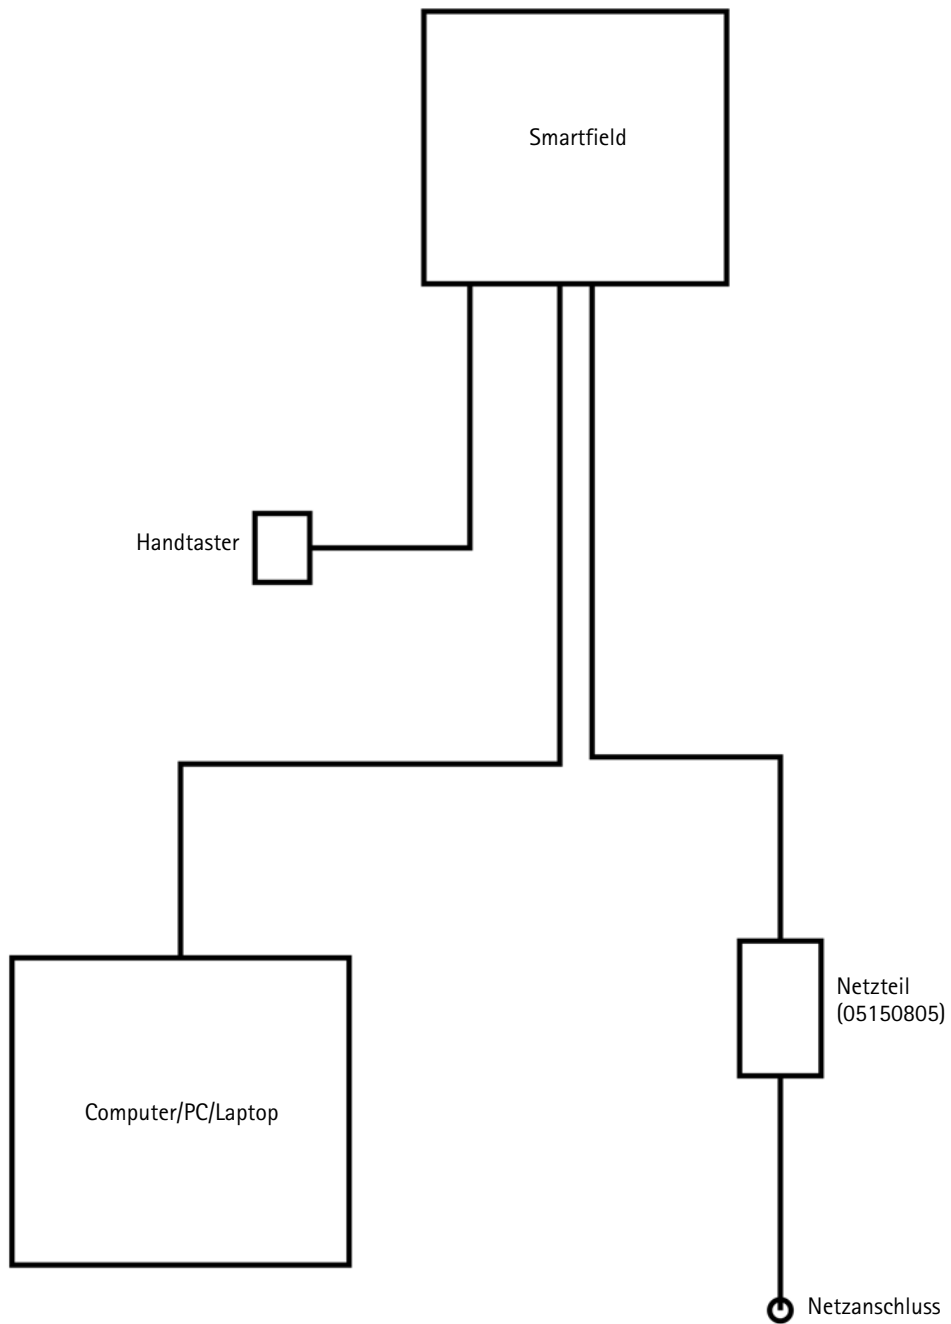 Smartfield
Handtaster
Netzteil
(05150805)
Computer/PC/Laptop
Netzanschluss